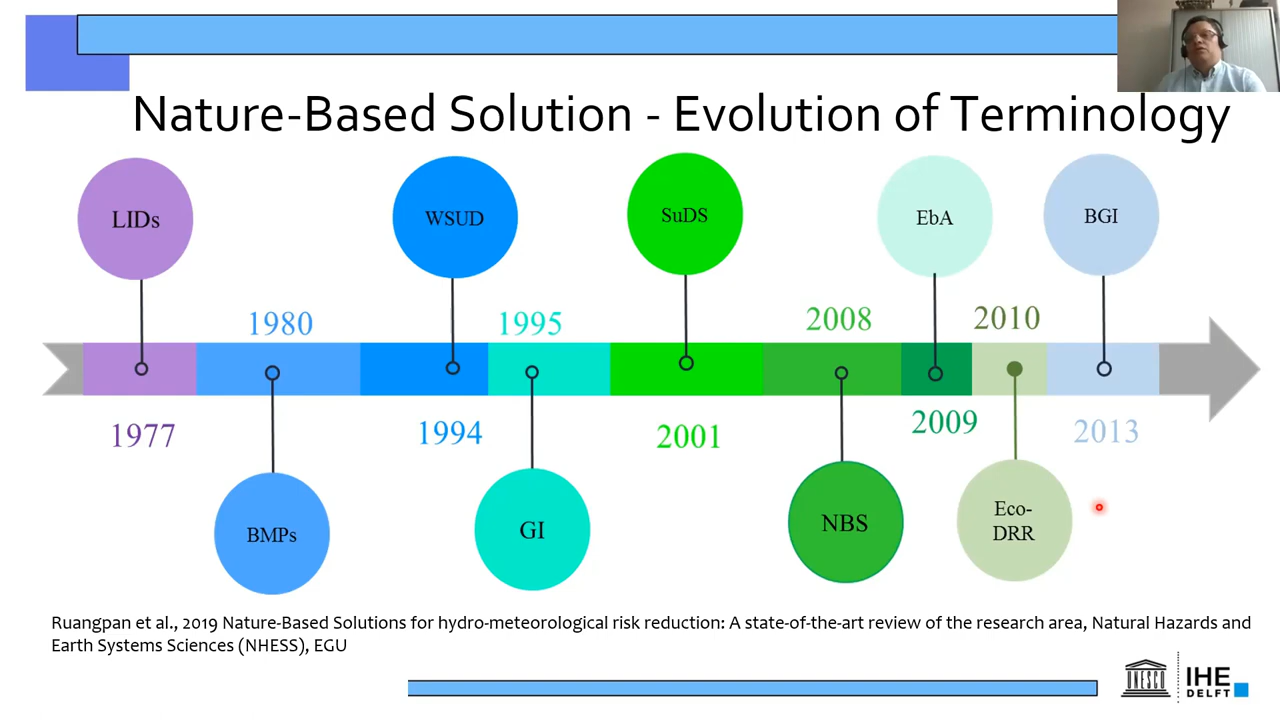 Nature-Based Solution - Evolution of Terminology
LIDs
WSUD
SuDS
EbA
BGI
1980
1995
2008
2010
1977
1994
2001
2009
2013
BMPs
GI
NBS
Eco-
DRR
Ruangpan et al., 2019 Nature-Based Solutions for hydro-meteorological risk reduction: A state-of-the-art review of the research area, Natural Hazards and
Earth Systems Sciences (NHESS), EGU
UNESCO
IHE
DELFT